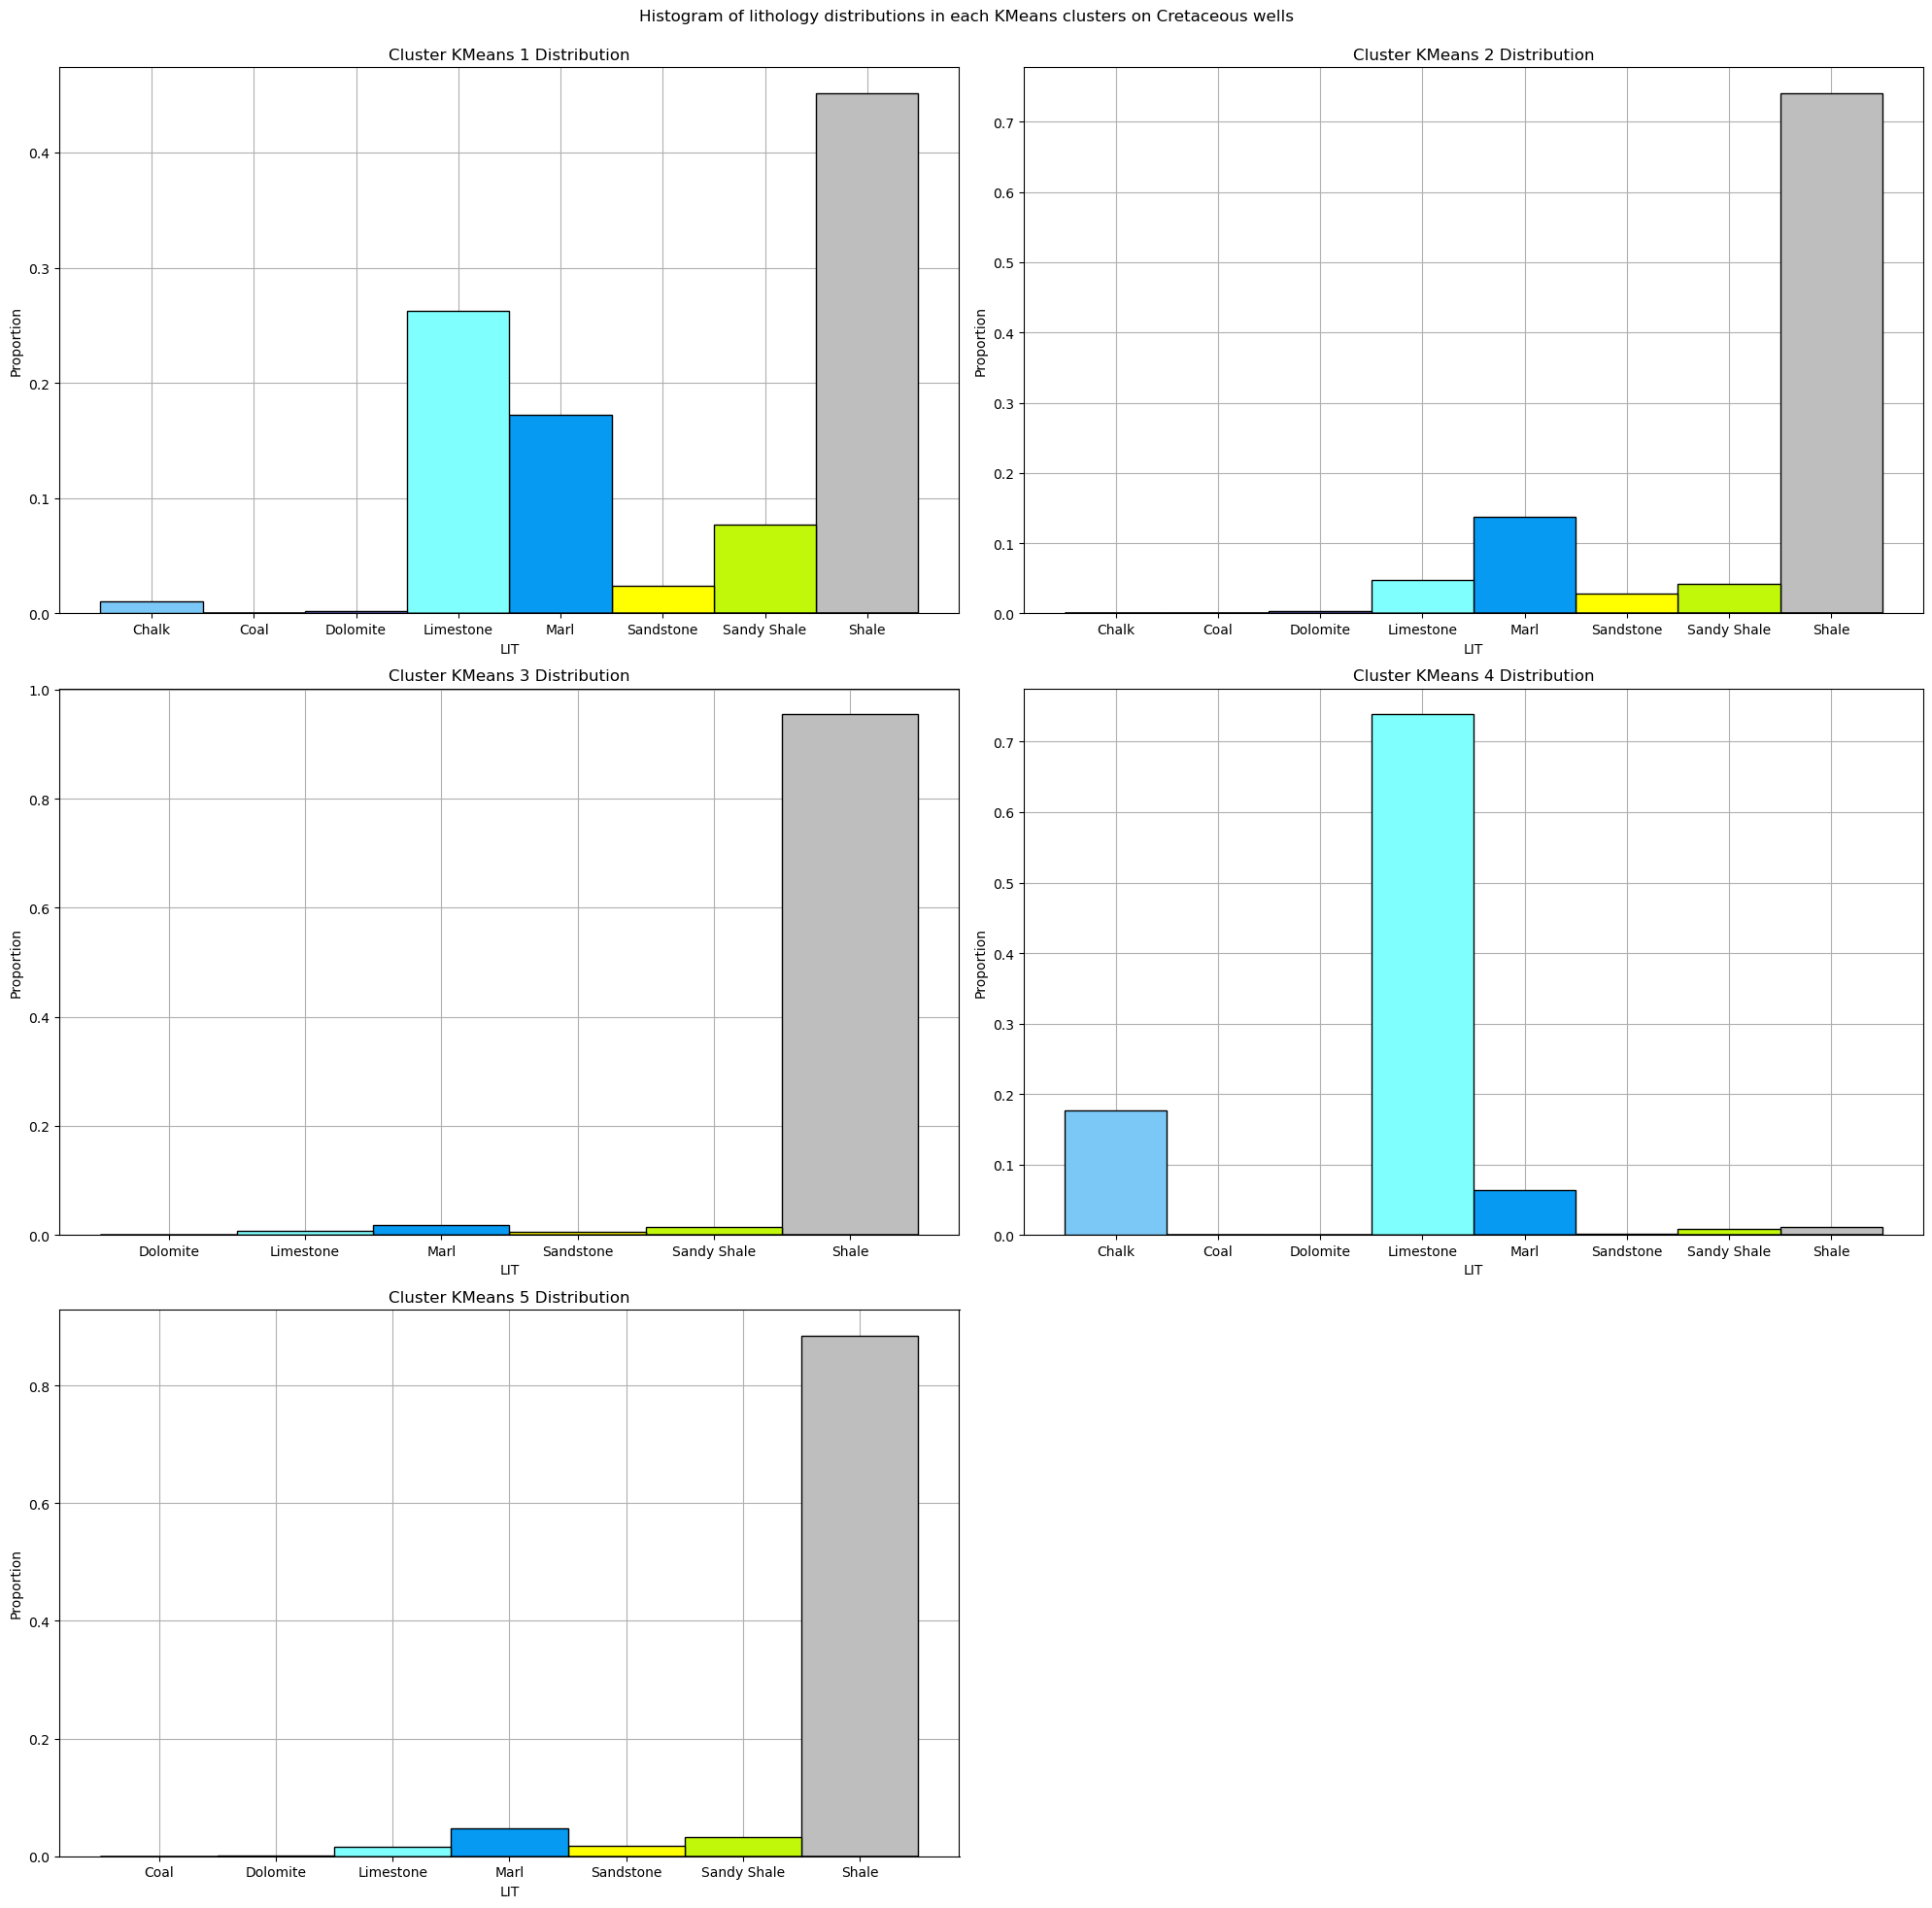 Histogram of lithology distributions in each KMeans clusters on Cretaceous wells
Cluster KMeans 1 Distribution
Proportion
0.4
0.3
0.2
0.1
0.0
Chalk Coal Dolomite Limestone Marl Sandstone Sandy Shale Shale
LIT
Cluster KMeans 2 Distribution
Proportion
0.7
0.6
0.5
0.4
0.3
0.2
0.1
0.0
Chalk Coal Dolomite Limestone Marl Sandstone Sandy Shale Shale
LIT
Cluster KMeans 3 Distribution
Proportion
1.0
0.8
0.6
0.4
0.2
0.0
Dolomite Limestone Marl Sandstone Sandy Shale Shale
LIT
Cluster KMeans 4 Distribution
Proportion
0.7
0.6
0.5
0.4
0.3
0.2
0.1
0.0
Chalk Coal Dolomite Limestone Marl Sandstone Sandy Shale Shale
LIT
Cluster KMeans 5 Distribution
Proportion
0.8
0.6
0.4
0.2
0.0
Coal Dolomite Limestone Marl Sandstone Sandy Shale Shale
LIT